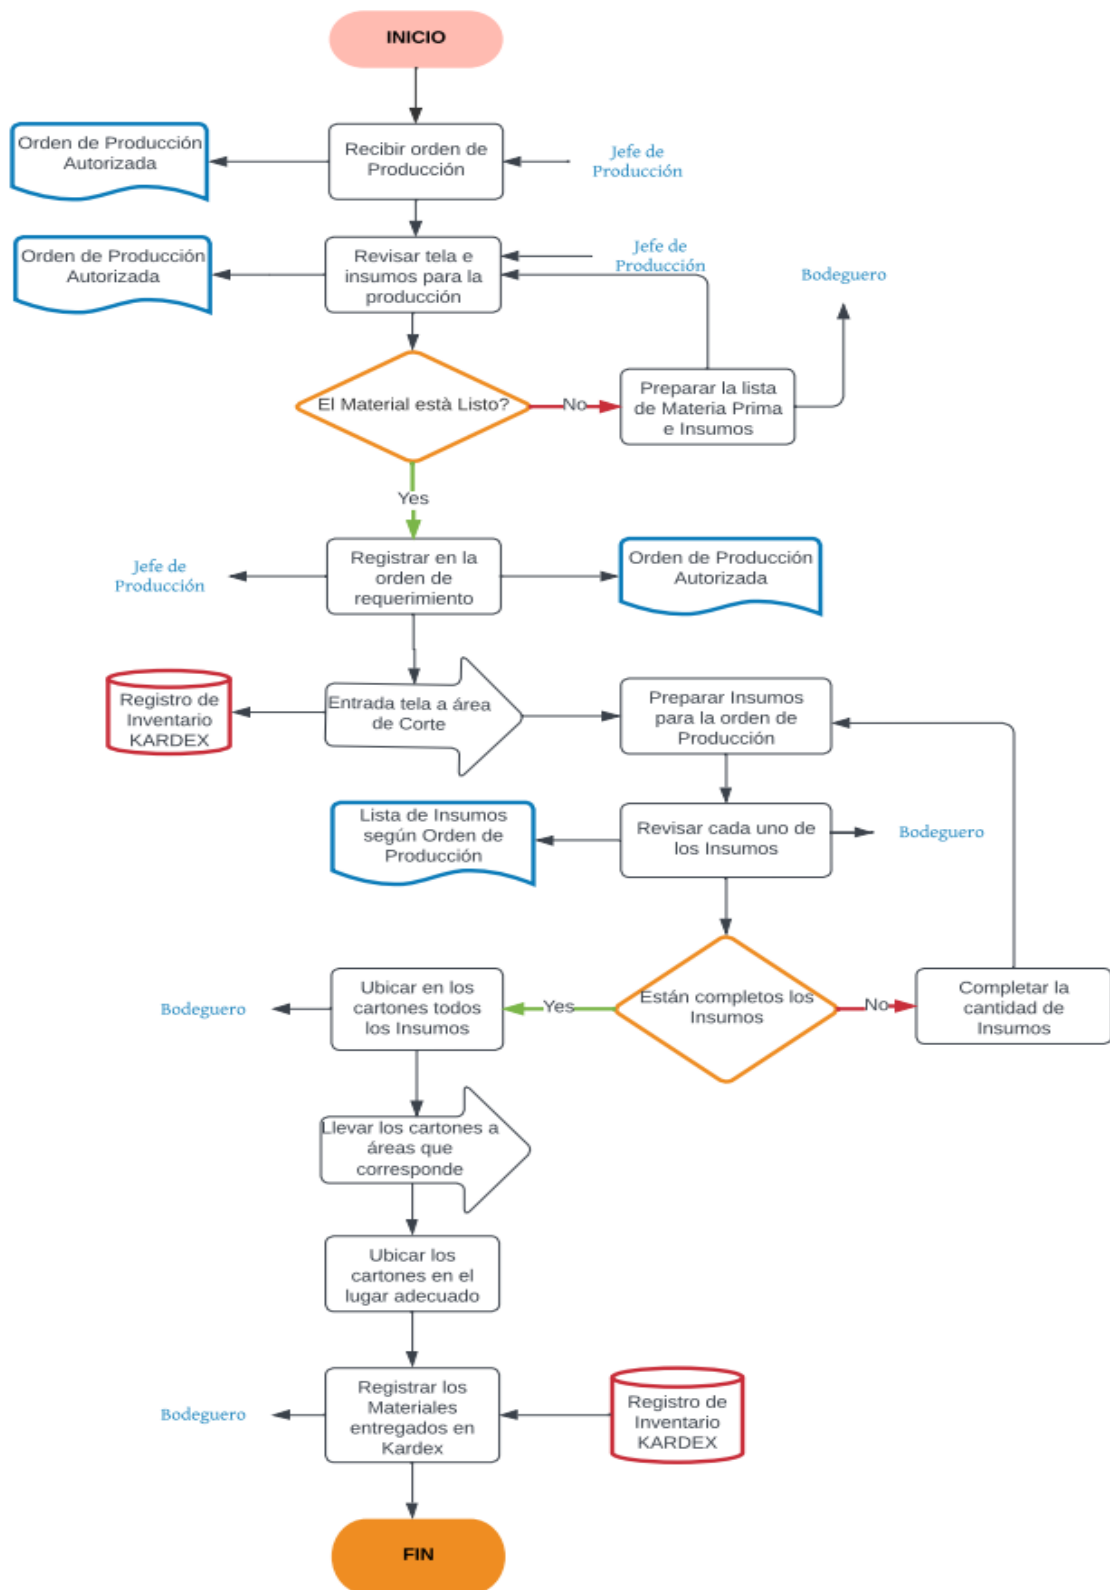 INICIO
Orden de Producción
Autorizada
Recibir orden de
Producción
Jefe de
Producción
Orden de Producción
Autorizada
Revisar tela e
insumos para la
producción
Jefe de
Producción
Bodeguero
El Material està Listo?
No
Preparar la lista
de Materia Prima
e Insumos
Yes
Jefe de
Producción
Registrar en la
orden de
requerimiento
Orden de Producción
Autorizada
Registro de
Inventario
KARDEX
Entrada tela a área
de Corte
Preparar Insumos
para la orden de
Producción
Lista de Insumos
según Orden de
Producción
Revisar cada uno de
los Insumos
Bodeguero
Bodeguero
Ubicar en los
cartones todos
los Insumos
Yes
Están completos los
Insumos
No
Completar la
cantidad de
Insumos
Llevar los cartones a
áreas que
corresponde
Ubicar los
cartones en el
lugar adecuado
Bodeguero
Registrar los
Materiales
entregados en
Kardex
Registro de
Inventario
KARDEX
FIN